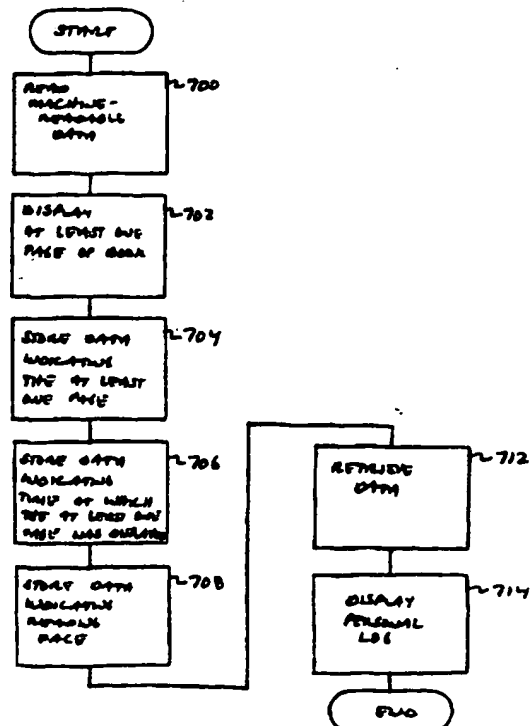 START
READ
MACHINE-
READABLE
DATA
700
DISPLAY
AT LEAST ONE
PAGE OF BOOK
702
STORE DATA
INDICATING
THE AT LEAST
ONE PAGE
704
STORE DATA
INDICATING
TIME AT WHICH
THE AT LEAST ONE
PAGE WAS DISPLAYED
706
STORE DATA
INDICATING
READING
PACE
708
RETRIEVE
DATA
712
DISPLAY
PERSONAL
LOG
714
END